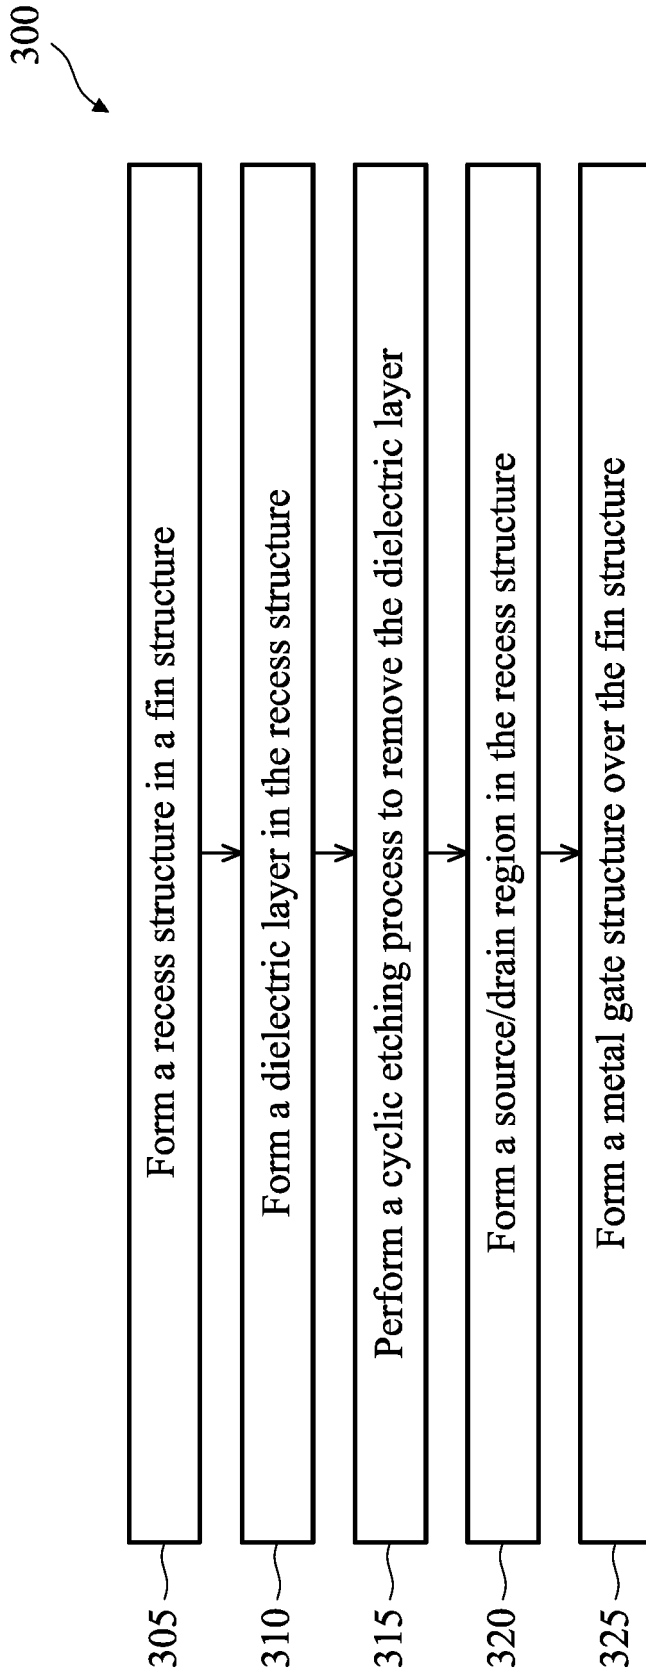 300
305
Form a recess structure in a fin structure
310
Form a dielectric layer in the recess structure
315
Perform a cyclic etching process to remove the dielectric layer
320
Form a source/drain region in the recess structure
325
Form a metal gate structure over the fin structure